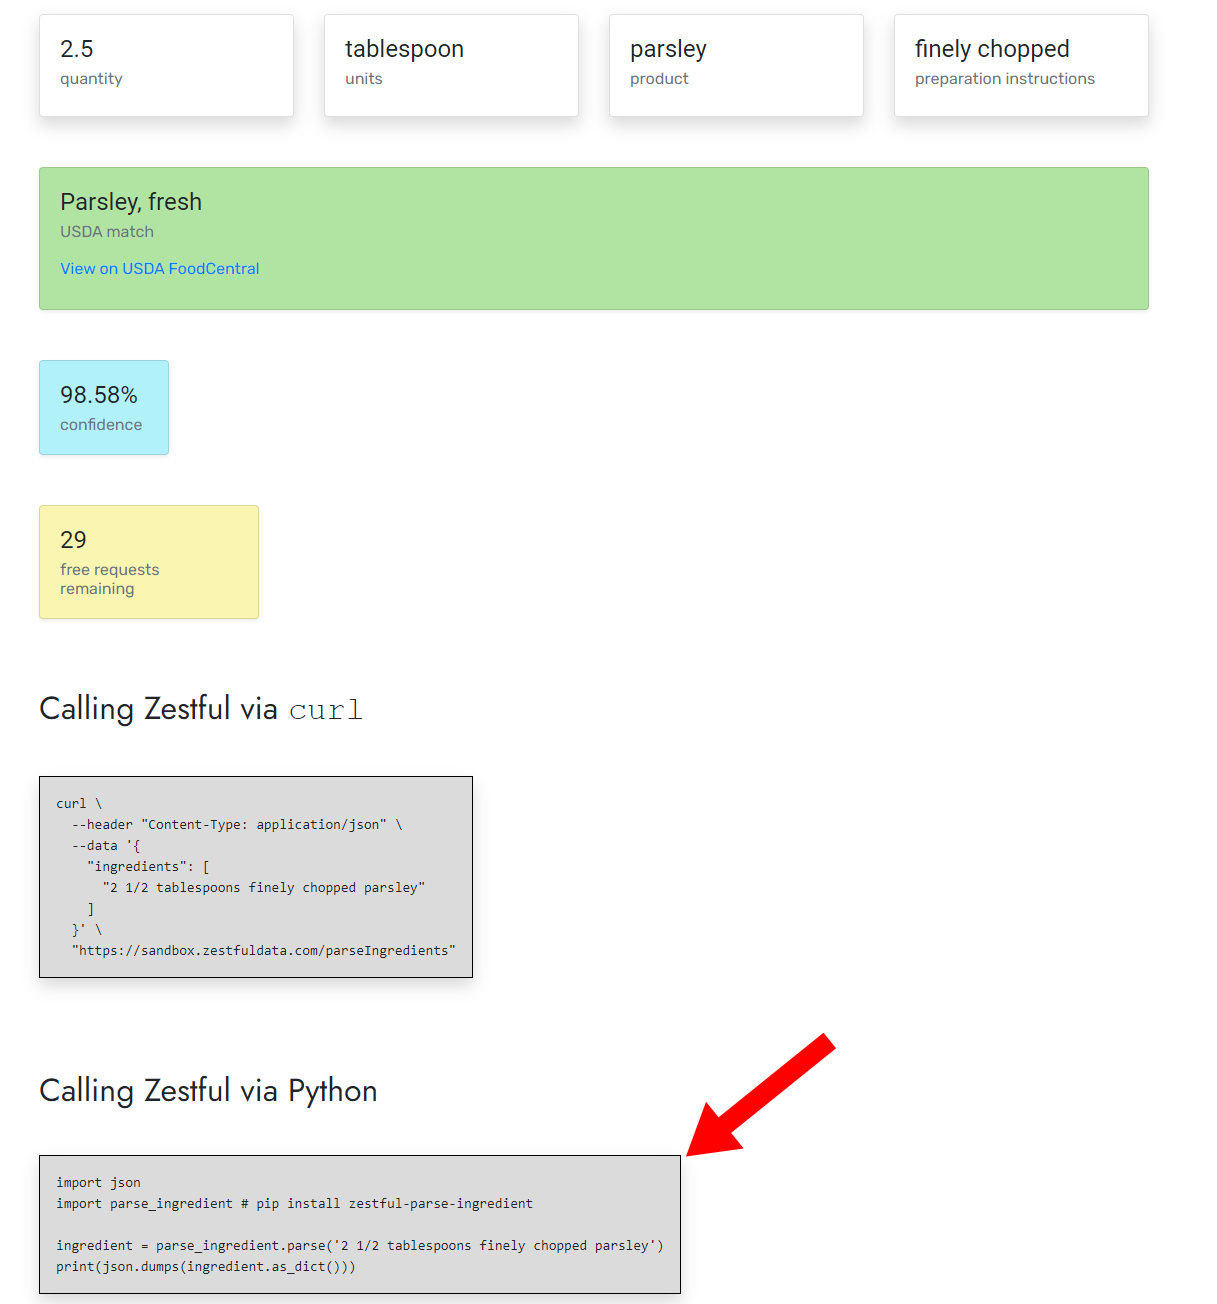 2.5
quantity
tablespoon
units
parsley
product
finely chopped
preparation instructions
Parsley, fresh
USDA match
View on USDA FoodCentral
98.58%
confidence
29
free requests
remaining
Calling Zestful via curl
curl \
  --header "Content-Type: application/json" \
  --data '{
    "ingredients": [
      "2 1/2 tablespoons finely chopped parsley"
    ]
  }' \
  "https://sandbox.zestfuldata.com/parseIngredients"
Calling Zestful via Python
import json
import parse_ingredient # pip install zestful-parse-ingredient
ingredient = parse_ingredient.parse('2 1/2 tablespoons finely chopped parsley')
print(json.dumps(ingredient.as_dict()))